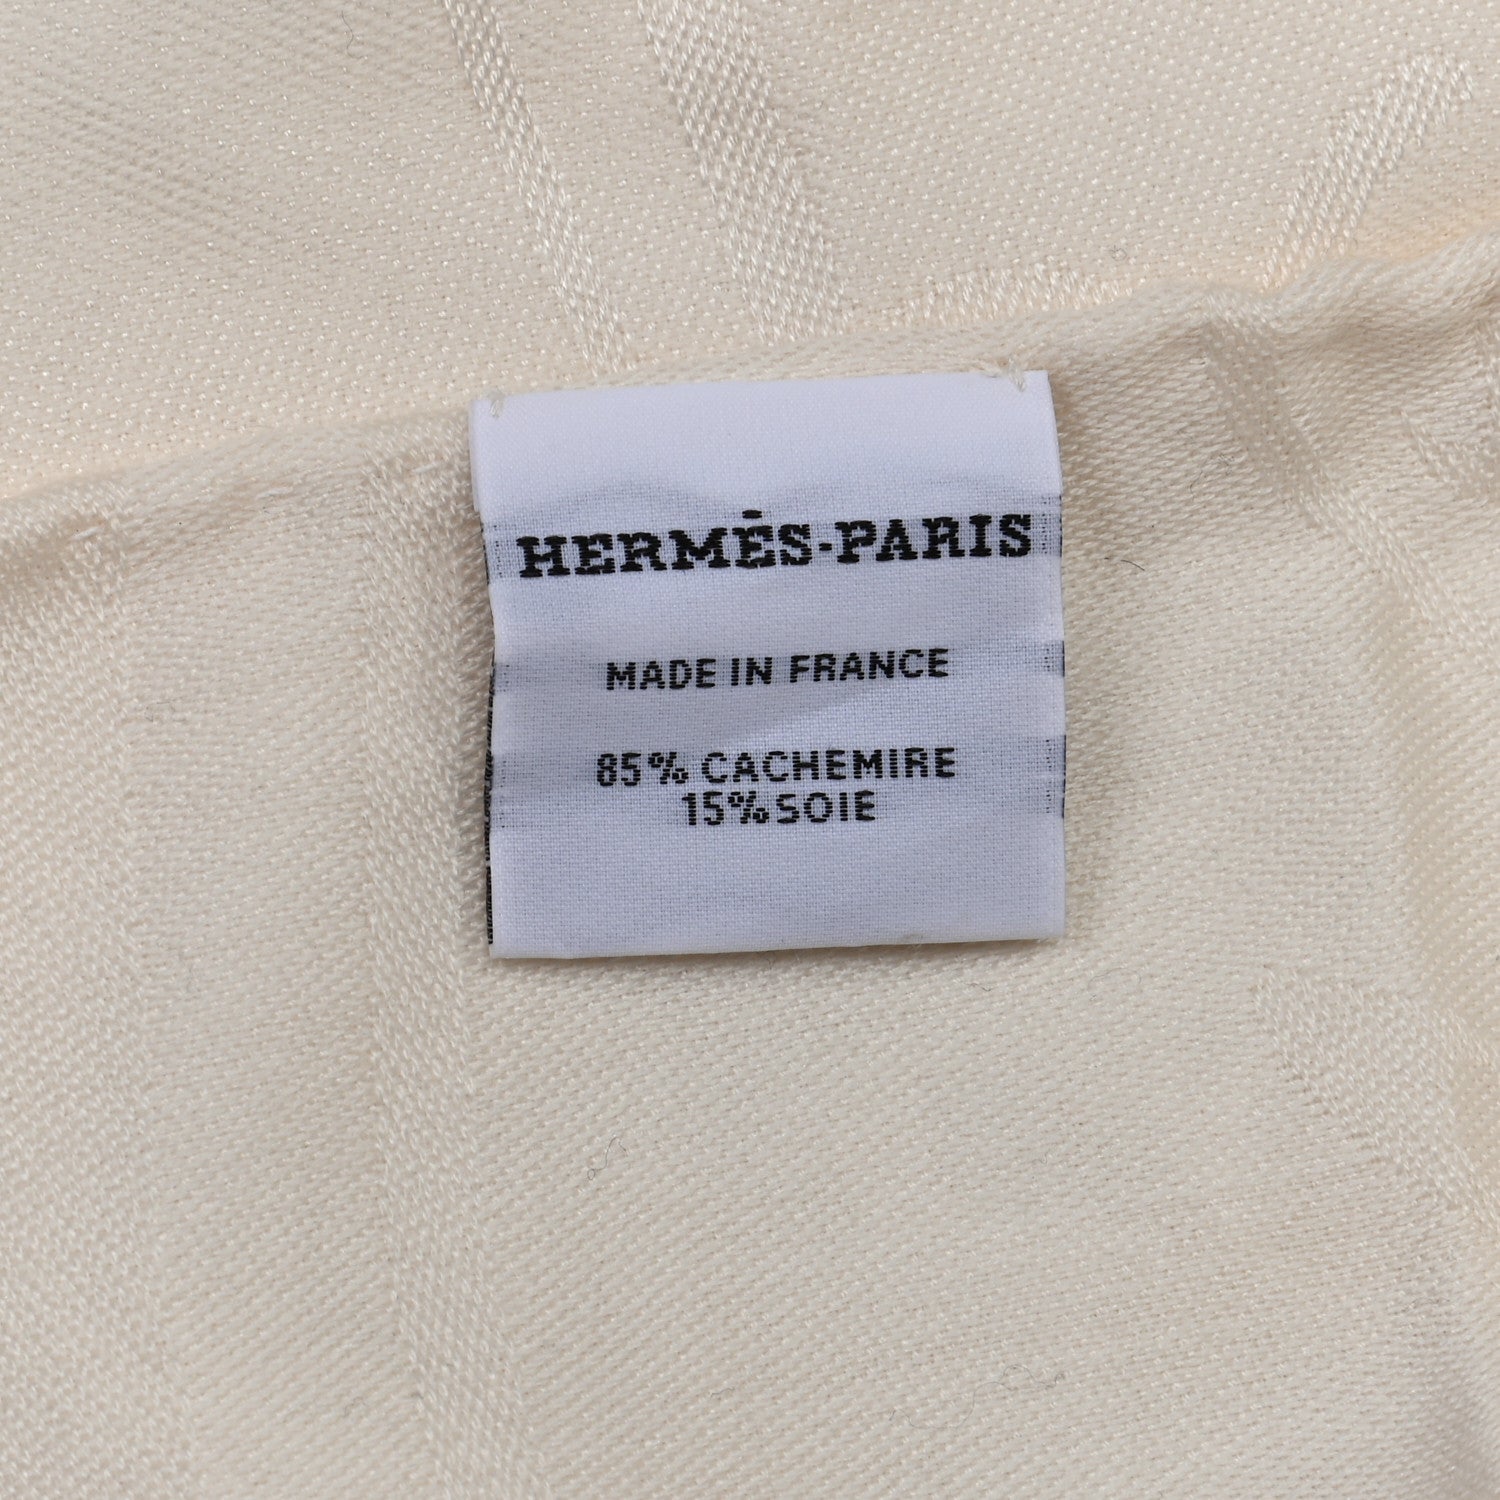 HERMÈS-PARIS
MADE IN FRANCE
85% CACHEMIRE
15% SOIE